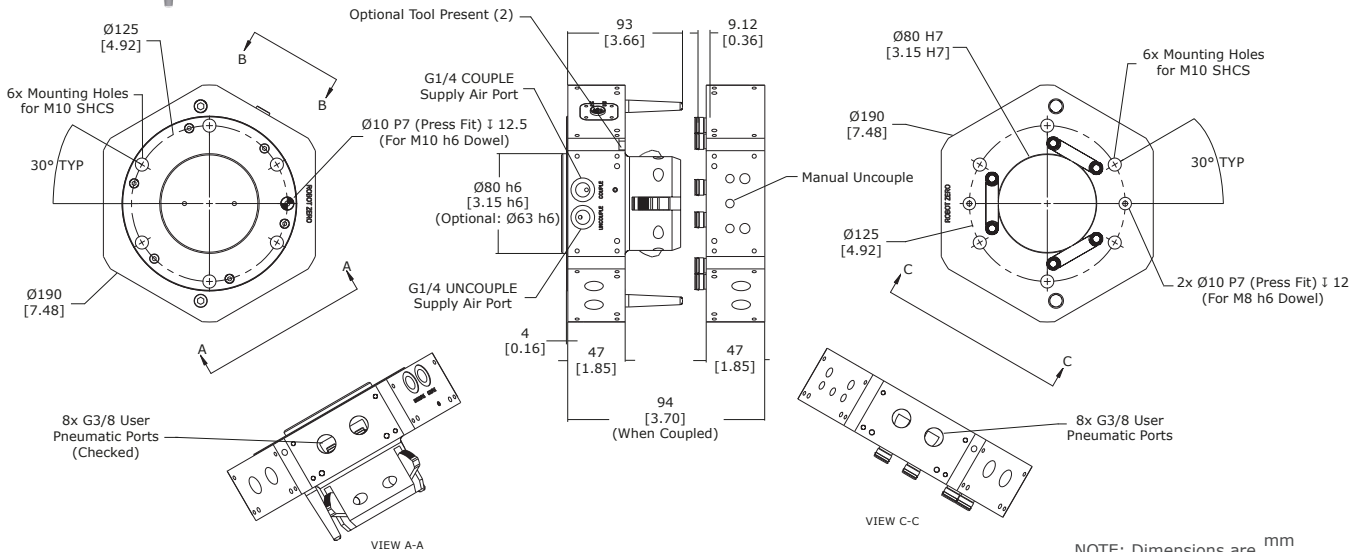 Ø125
[4.92]
B
B
6x Mounting Holes
for M10 SHCS
30° TYP
Ø10 P7 (Press Fit) ↧ 12.5
(For M10 h6 Dowel)
ROBOT ZERO
Ø190
[7.48]
A
A
Optional Tool Present (2)
G1/4 COUPLE
Supply Air Port
93
[3.66]
9.12
[0.36]
Ø80 h6
[3.15 h6]
(Optional: Ø63 h6)
COUPLE
UNCOUPLE
Manual Uncouple
G1/4 UNCOUPLE
Supply Air Port
4
[0.16]
47
[1.85]
47
[1.85]
94
[3.70]
(When Coupled)
Ø80 H7
[3.15 H7]
6x Mounting Holes
for M10 SHCS
Ø190
[7.48]
30° TYP
ROBOT ZERO
Ø125
[4.92]
2x Ø10 P7 (Press Fit) ↧ 12
(For M8 h6 Dowel)
C
C
8x G3/8 User
Pneumatic Ports
(Checked)
VIEW A-A
8x G3/8 User
Pneumatic Ports
VIEW C-C
NOTE: Dimensions are mm